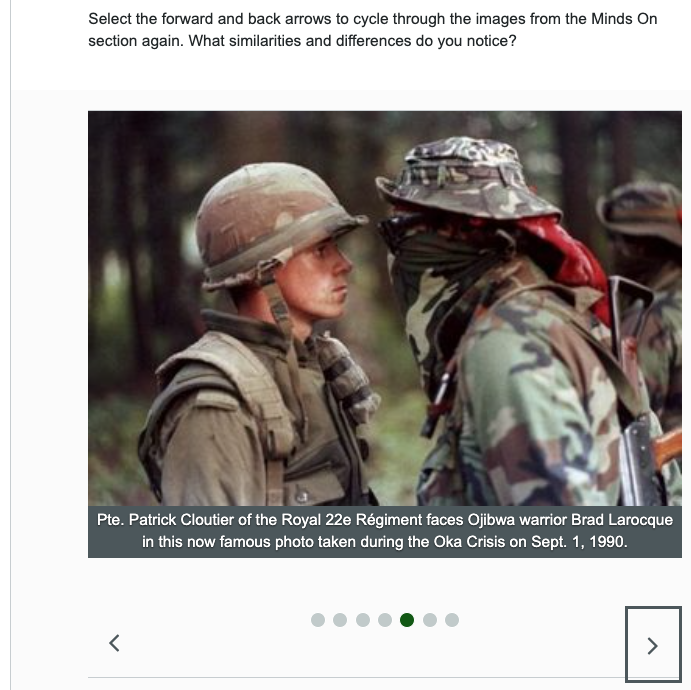 Select the forward and back arrows to cycle through the images from the Minds On
section again. What similarities and differences do you notice?
Pte. Patrick Cloutier of the Royal 22e Régiment faces Ojibwa warrior Brad Larocque
in this now famous photo taken during the Oka Crisis on Sept. 1, 1990.